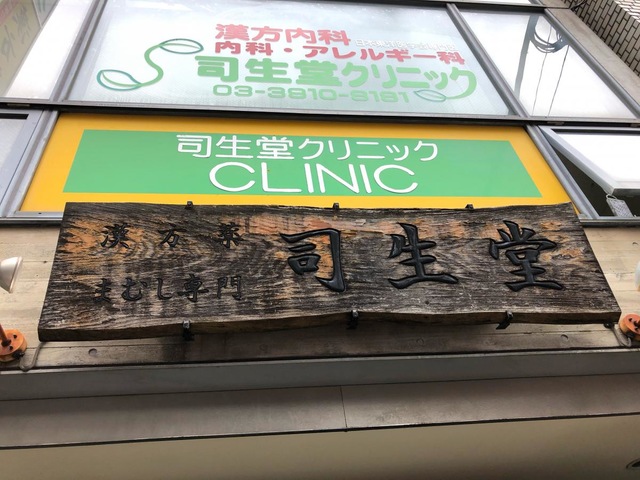 漢方内科
内科・アレルギー科
司生堂クリニック
03-3910-9161
司生堂クリニック
CLINIC
漢方薬
まむし専門
司生堂